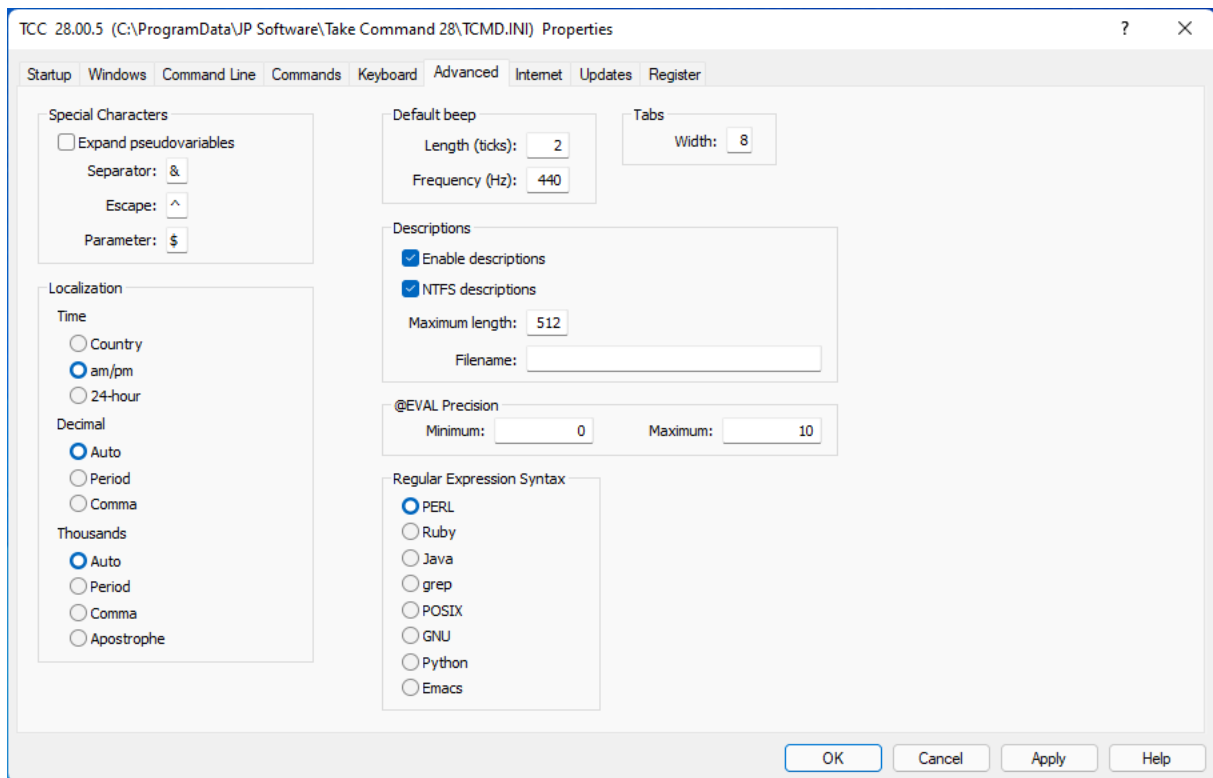 TCC 28.00.5 (C:\ProgramData\JP Software\Take Command 28\TCMD.INI) Properties
?
Startup Windows Command Line Commands Keyboard Advanced Internet Updates Register
Special Characters
Expand pseudovariables
Separator: &
Escape: ^
Parameter: $
Localization
Time
Country
am/pm
24-hour
Decimal
Auto
Period
Comma
Thousands
Auto
Period
Comma
Apostrophe
Default beep
Length (ticks): 2
Frequency (Hz): 440
Tabs
Width: 8
Descriptions
Enable descriptions
NTFS descriptions
Maximum length: 512
Filename:
@EVAL Precision
Minimum: 0 Maximum: 10
Regular Expression Syntax
PERL
Ruby
Java
grep
POSIX
GNU
Python
Emacs
OK Cancel Apply Help